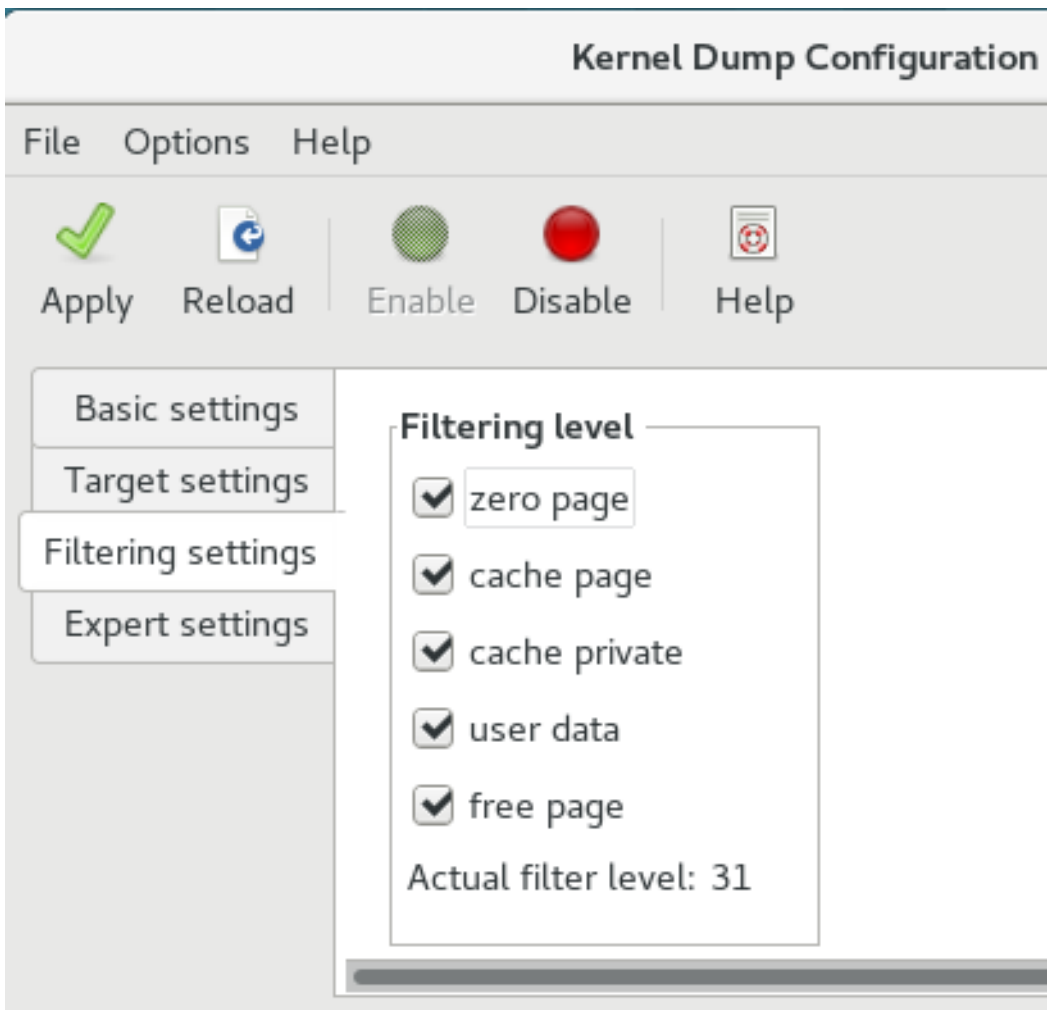 Kernel Dump Configuration
File Options Help
Apply Reload Enable Disable Help
Basic settings
Target settings
Filtering settings
Expert settings
Filtering level
zero page
cache page
cache private
user data
free page
Actual filter level: 31